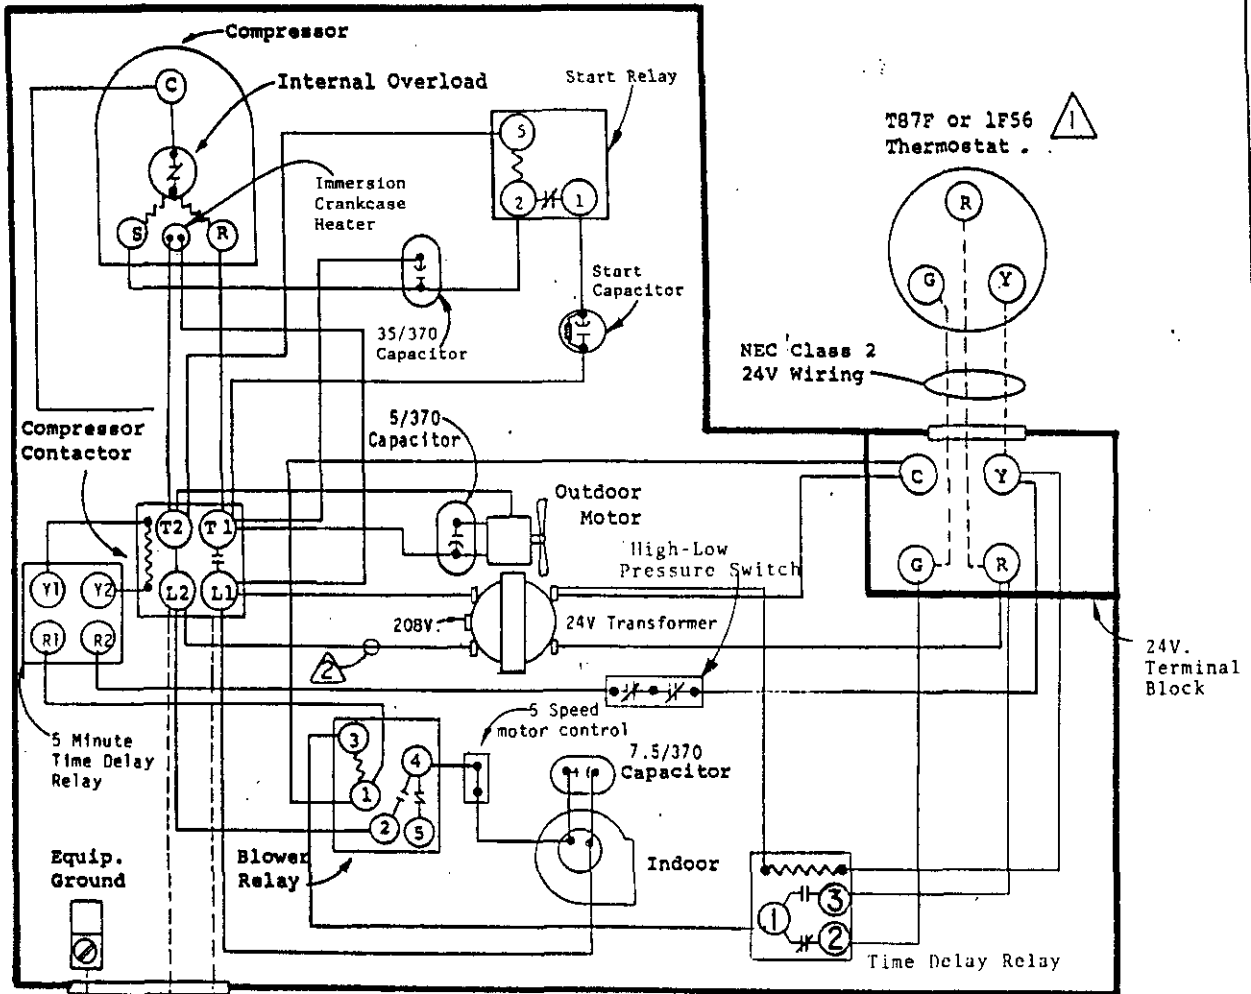 Compressor
C
Internal Overload
Start Relay
S
T87F or 1F56
Thermostat .
1
R
Immersion
Crankcase
Heater
2
1
S
R
G
Y
Start
Capacitor
35/370
Capacitor
NEC Class 2
24V Wiring
5/370
Capacitor
Compressor
Contactor
C
Y
Outdoor
Motor
T2
T1
High-Low
Pressure Switch
G
R
Y1
Y2
L2
L1
208V.
24V Transformer
R1
R2
2
24V.
Terminal
Block
5 Speed
motor control
5 Minute
Time Delay
Relay
3
4
7.5/370
Capacitor
1
2
5
Equip.
Ground
Blower
Relay
Indoor
3
1
2
Time Delay Relay